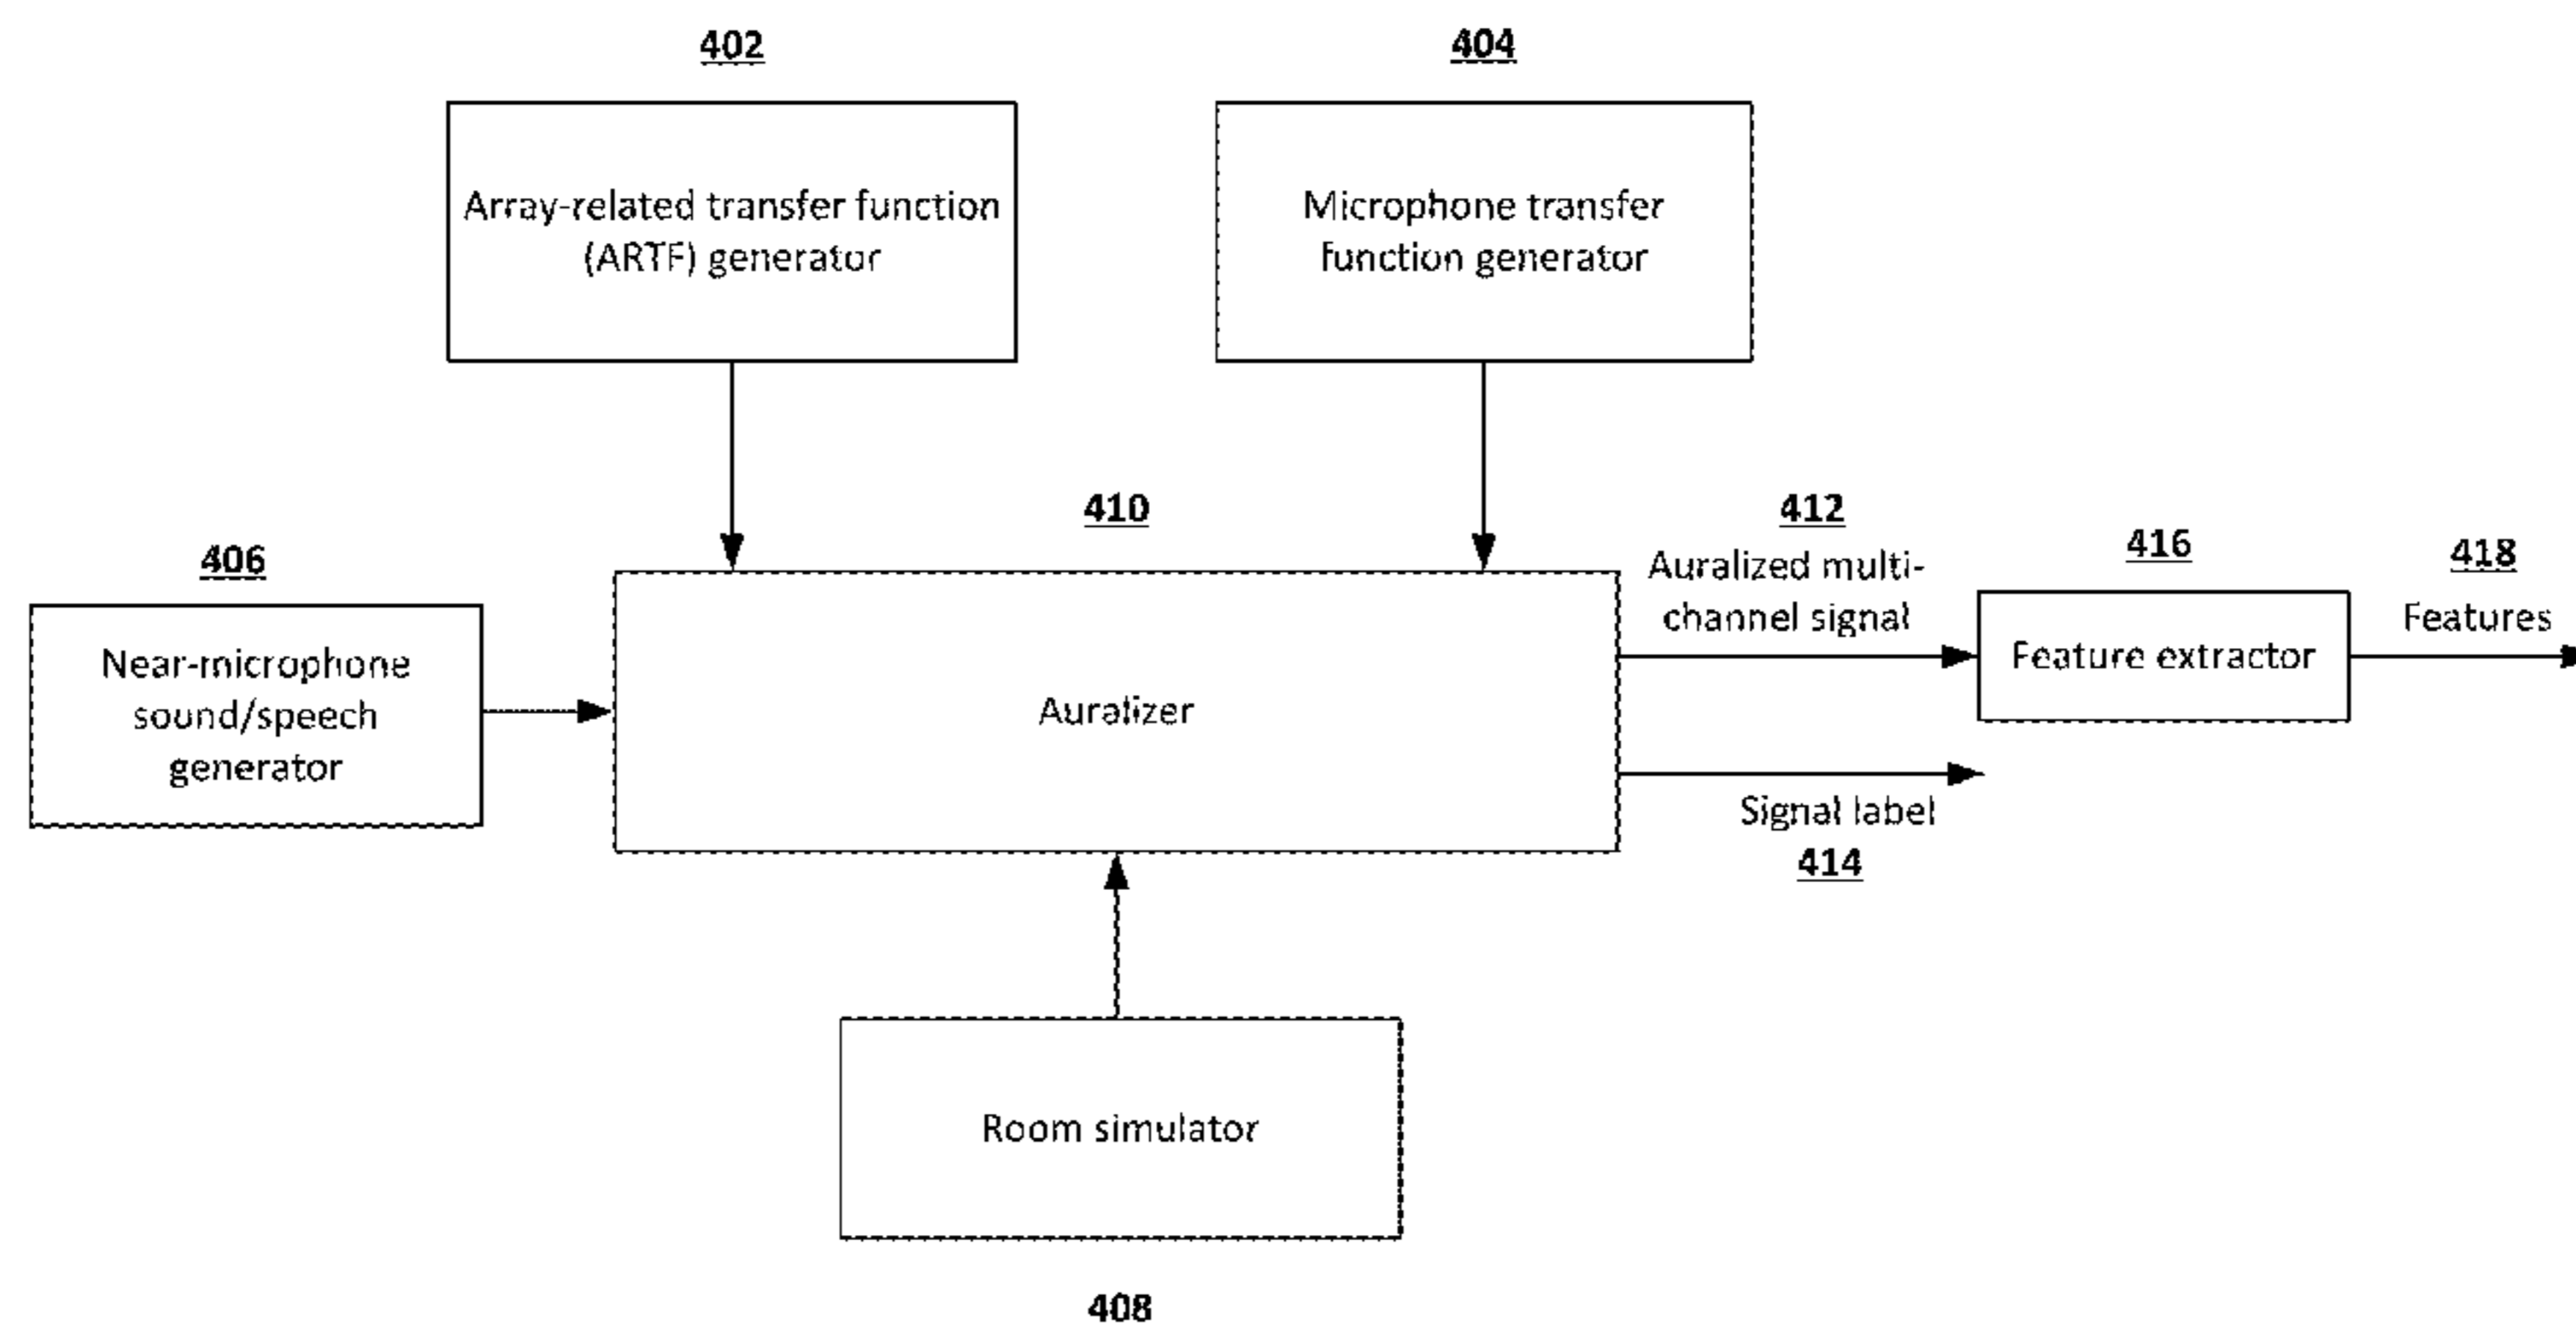 402
404
Array-related transfer function
(ARTF) generator
Microphone transfer
function generator
406
410
412
Auralized multi-
channel signal
416
418
Features
Near-microphone
sound/speech
generator
Auralizer
Feature extractor
Signal label
414
Room simulator
408